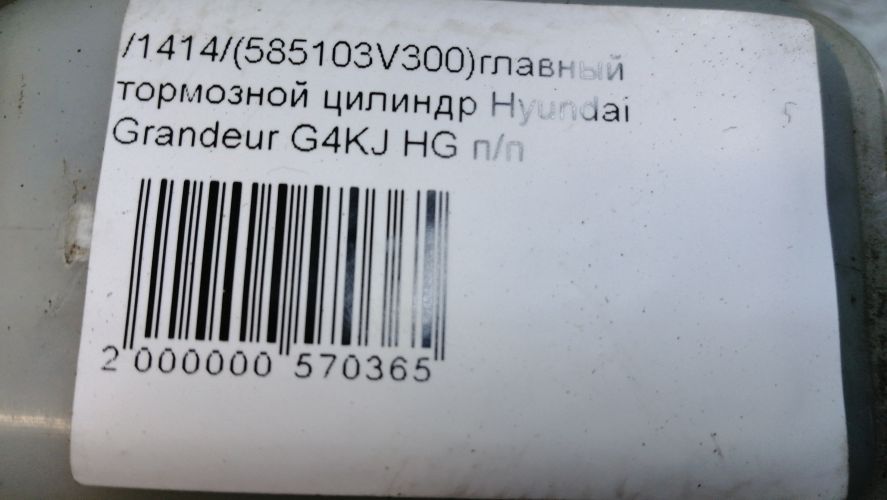 /1414/(585103V300)главный
тормозной цилиндр Hyundai
Grandeur G4KJ HG п/п
2 000000 570365